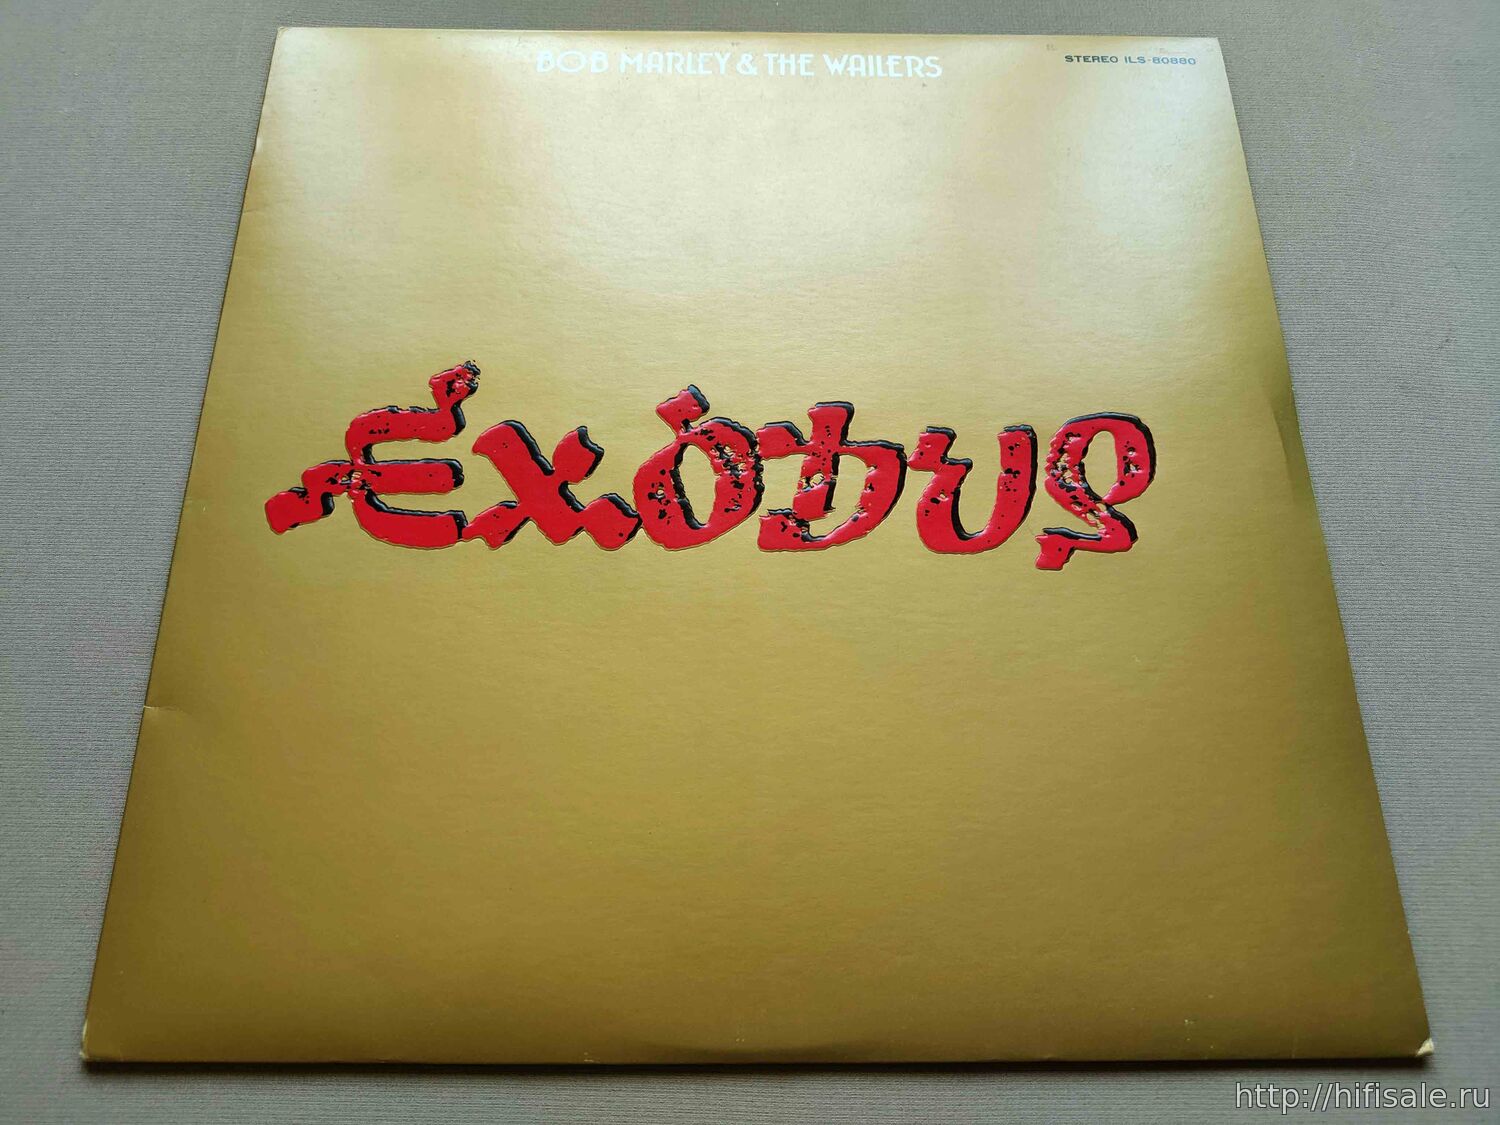 BOB MARLEY & THE WAILERS
STEREO ILS-80880
EXODUS
http://hifisale.ru